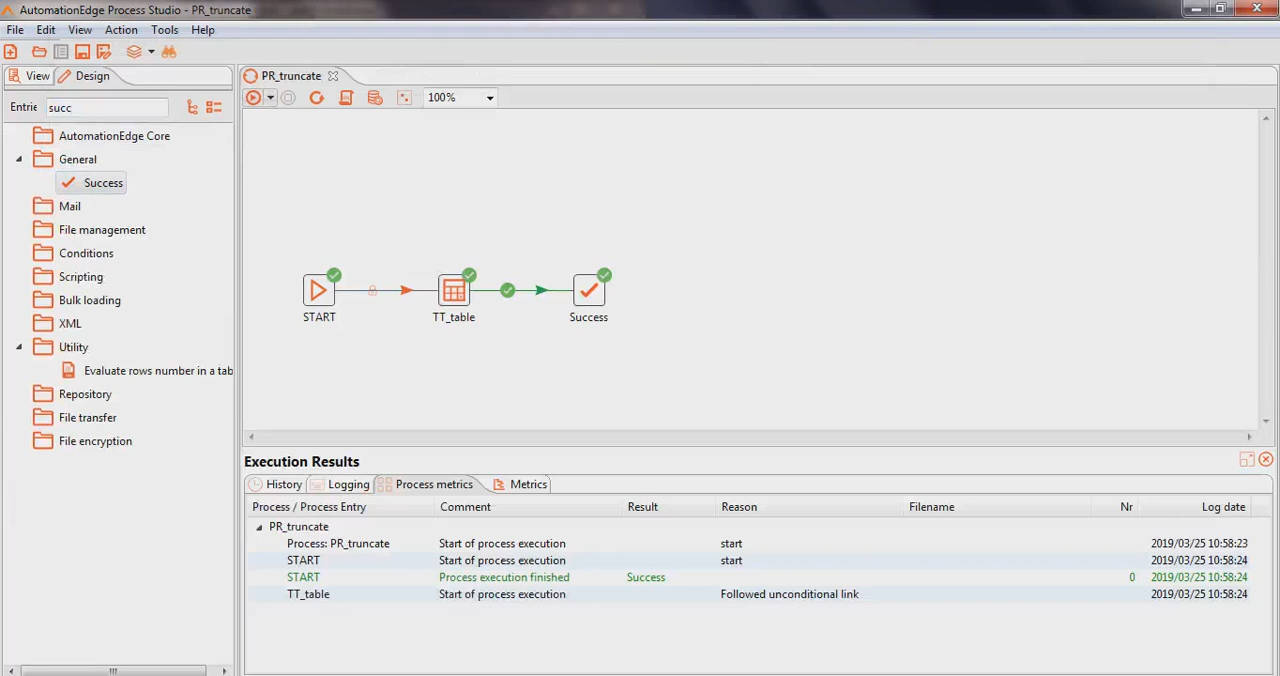 AutomationEdge Process Studio - PR_truncate
File Edit View Action Tools Help
View Design
Entrie succ
AutomationEdge Core
General
Success
Mail
File management
Conditions
Scripting
Bulk loading
XML
Utility
Evaluate rows number in a tab
Repository
File transfer
File encryption
PR_truncate
100%
START TT_table Success
Execution Results
History Logging Process metrics Metrics
Process / Process Entry Comment Result Reason Filename Nr Log date
PR_truncate
Process: PR_truncate Start of process execution start 2019/03/25 10:58:23
START Start of process execution start 2019/03/25 10:58:24
START Process execution finished Success 0 2019/03/25 10:58:24
TT_table Start of process execution Followed unconditional link 2019/03/25 10:58:24